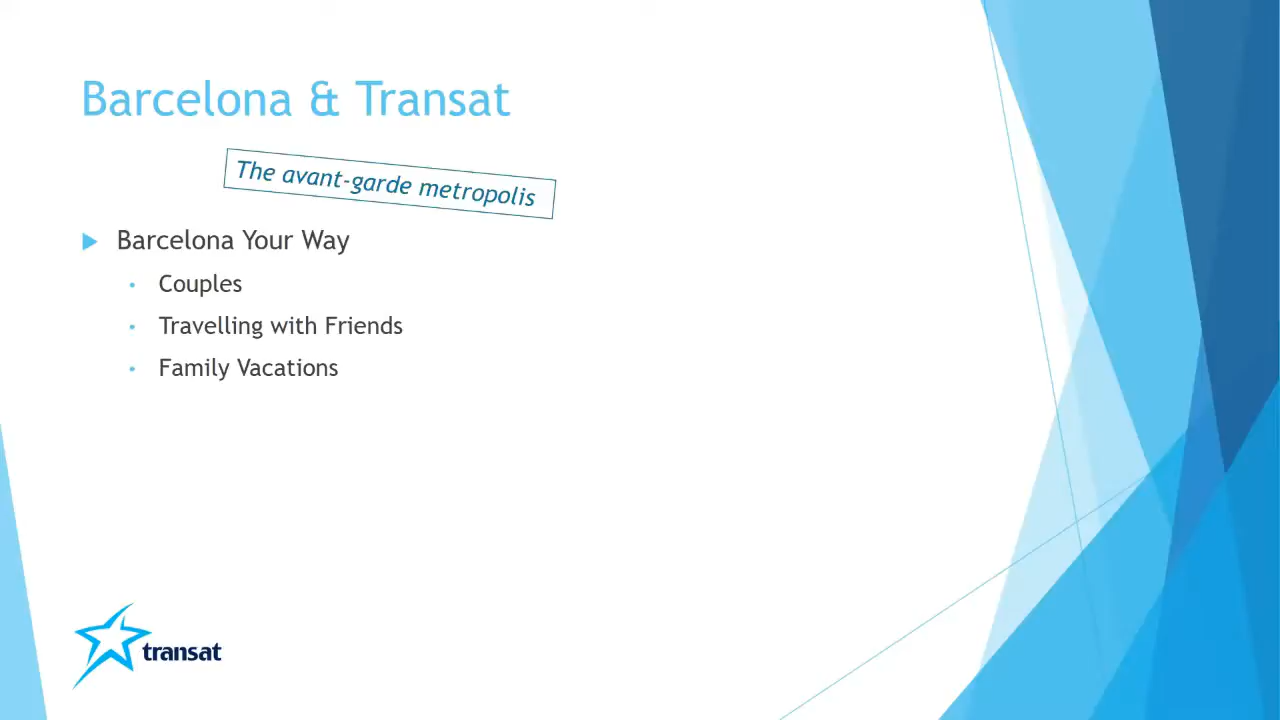 Barcelona & Transat
The avant-garde metropolis
Barcelona Your Way
Couples
Travelling with Friends
Family Vacations
transat